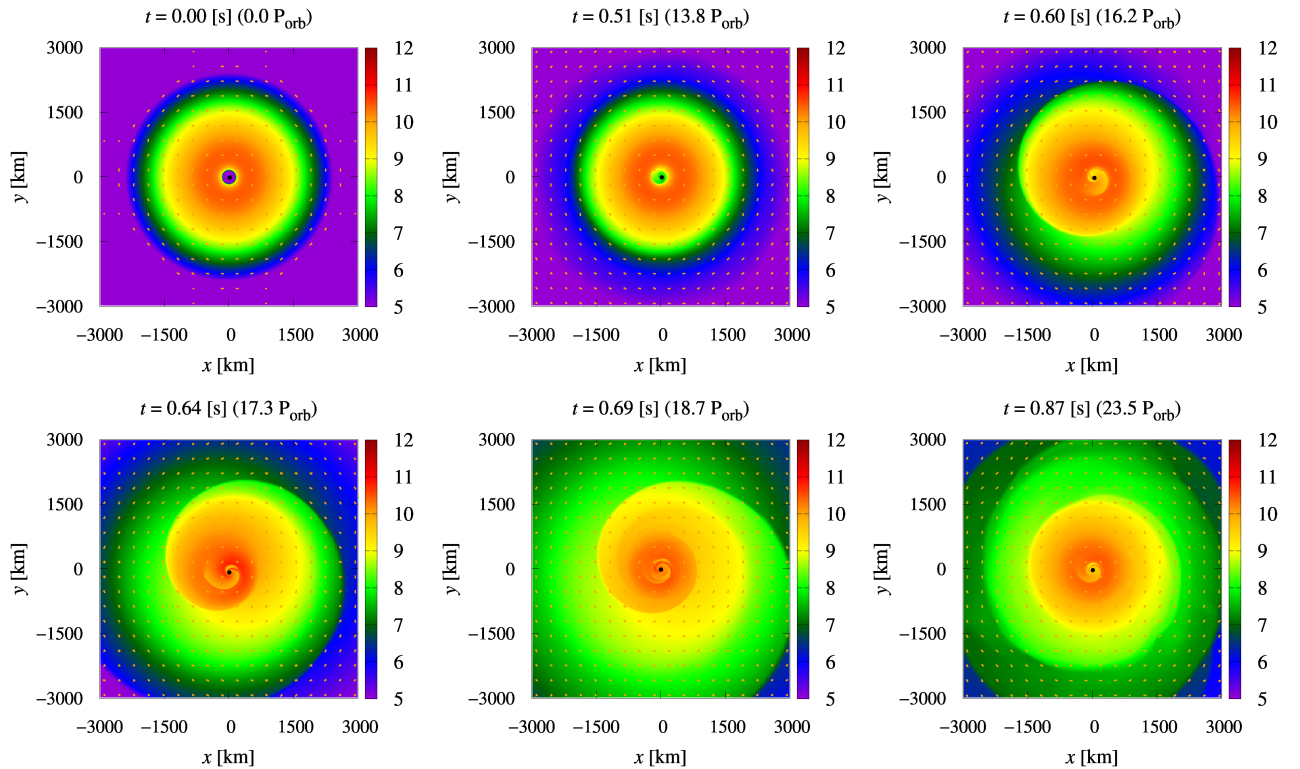 t = 0.00 [s] (0.0 P_orb) t = 0.51 [s] (13.8 P_orb) t = 0.60 [s] (16.2 P_orb)
3000 12 3000 12 3000 12
11 11 11
1500 1500 1500
10 10 10
y [km] 0 9 y [km] 0 9 y [km] 0 9
8 8 8
−1500 7 −1500 7 −1500 7
6 6 6
−3000 5 −3000 5 −3000 5
−3000 −1500 0 1500 3000 −3000 −1500 0 1500 3000 −3000 −1500 0 1500 3000
x [km] x [km] x [km]
t = 0.64 [s] (17.3 P_orb) t = 0.69 [s] (18.7 P_orb) t = 0.87 [s] (23.5 P_orb)
3000 12 3000 12 3000 12
11 11 11
1500 1500 1500
10 10 10
y [km] 0 9 y [km] 0 9 y [km] 0 9
8 8 8
−1500 7 −1500 7 −1500 7
6 6 6
−3000 5 −3000 5 −3000 5
−3000 −1500 0 1500 3000 −3000 −1500 0 1500 3000 −3000 −1500 0 1500 3000
x [km] x [km] x [km]